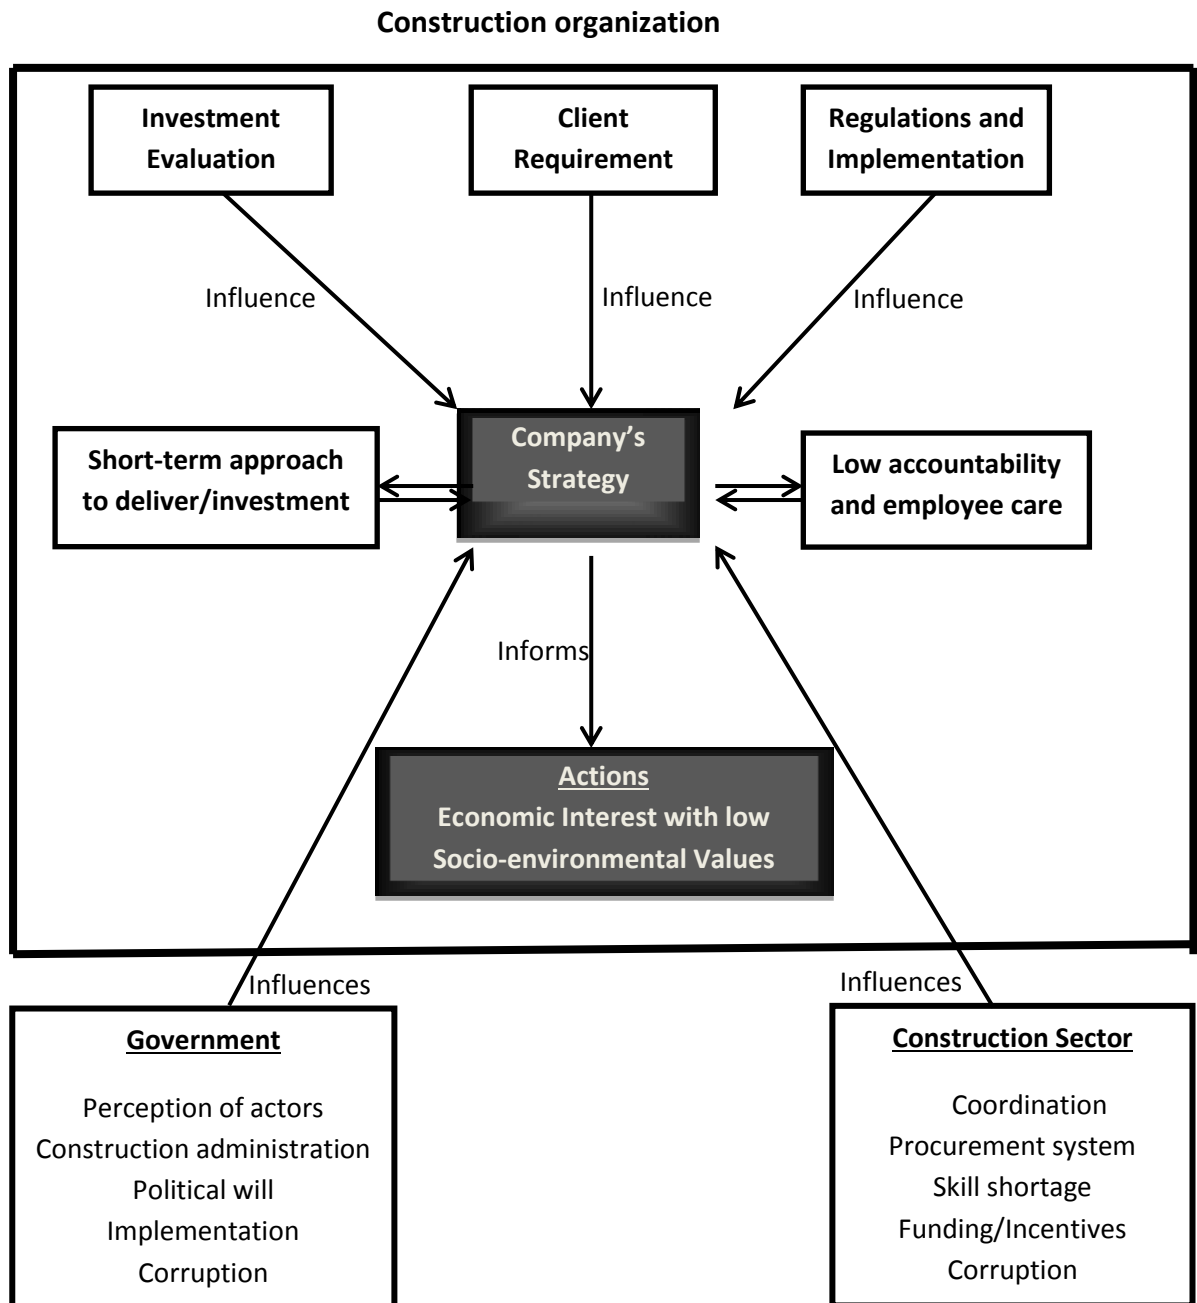 Construction organization
Investment
Evaluation
Client
Requirement
Regulations and
Implementation
Influence
Influence
Influence
Company's
Strategy
Short-term approach
to deliver/investment
Low accountability
and employee care
Informs
Actions
Economic Interest with low
Socio-environmental Values
Influences
Influences
Government
Perception of actors
Construction administration
Political will
Implementation
Corruption
Construction Sector
Coordination
Procurement system
Skill shortage
Funding/Incentives
Corruption